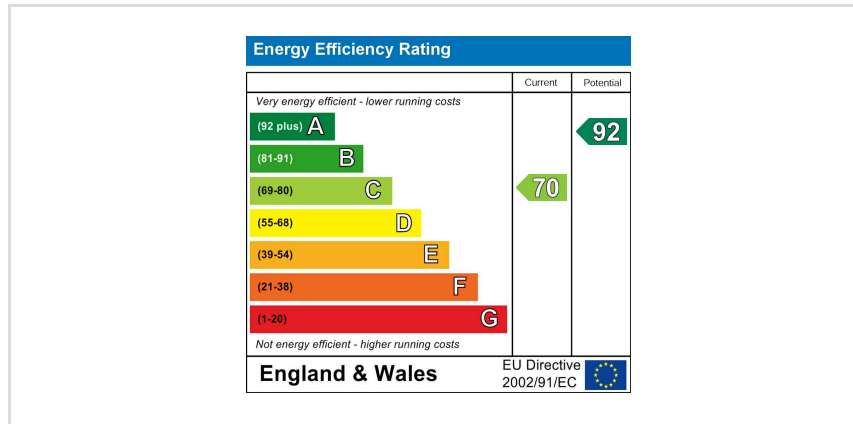 Energy Efficiency Rating
Current Potential
Very energy efficient - lower running costs
(92 plus) A
92
(81-91) B
(69-80) C
70
(55-68) D
(39-54) E
(21-38) F
(1-20) G
Not energy efficient - higher running costs
England & Wales
EU Directive
2002/91/EC